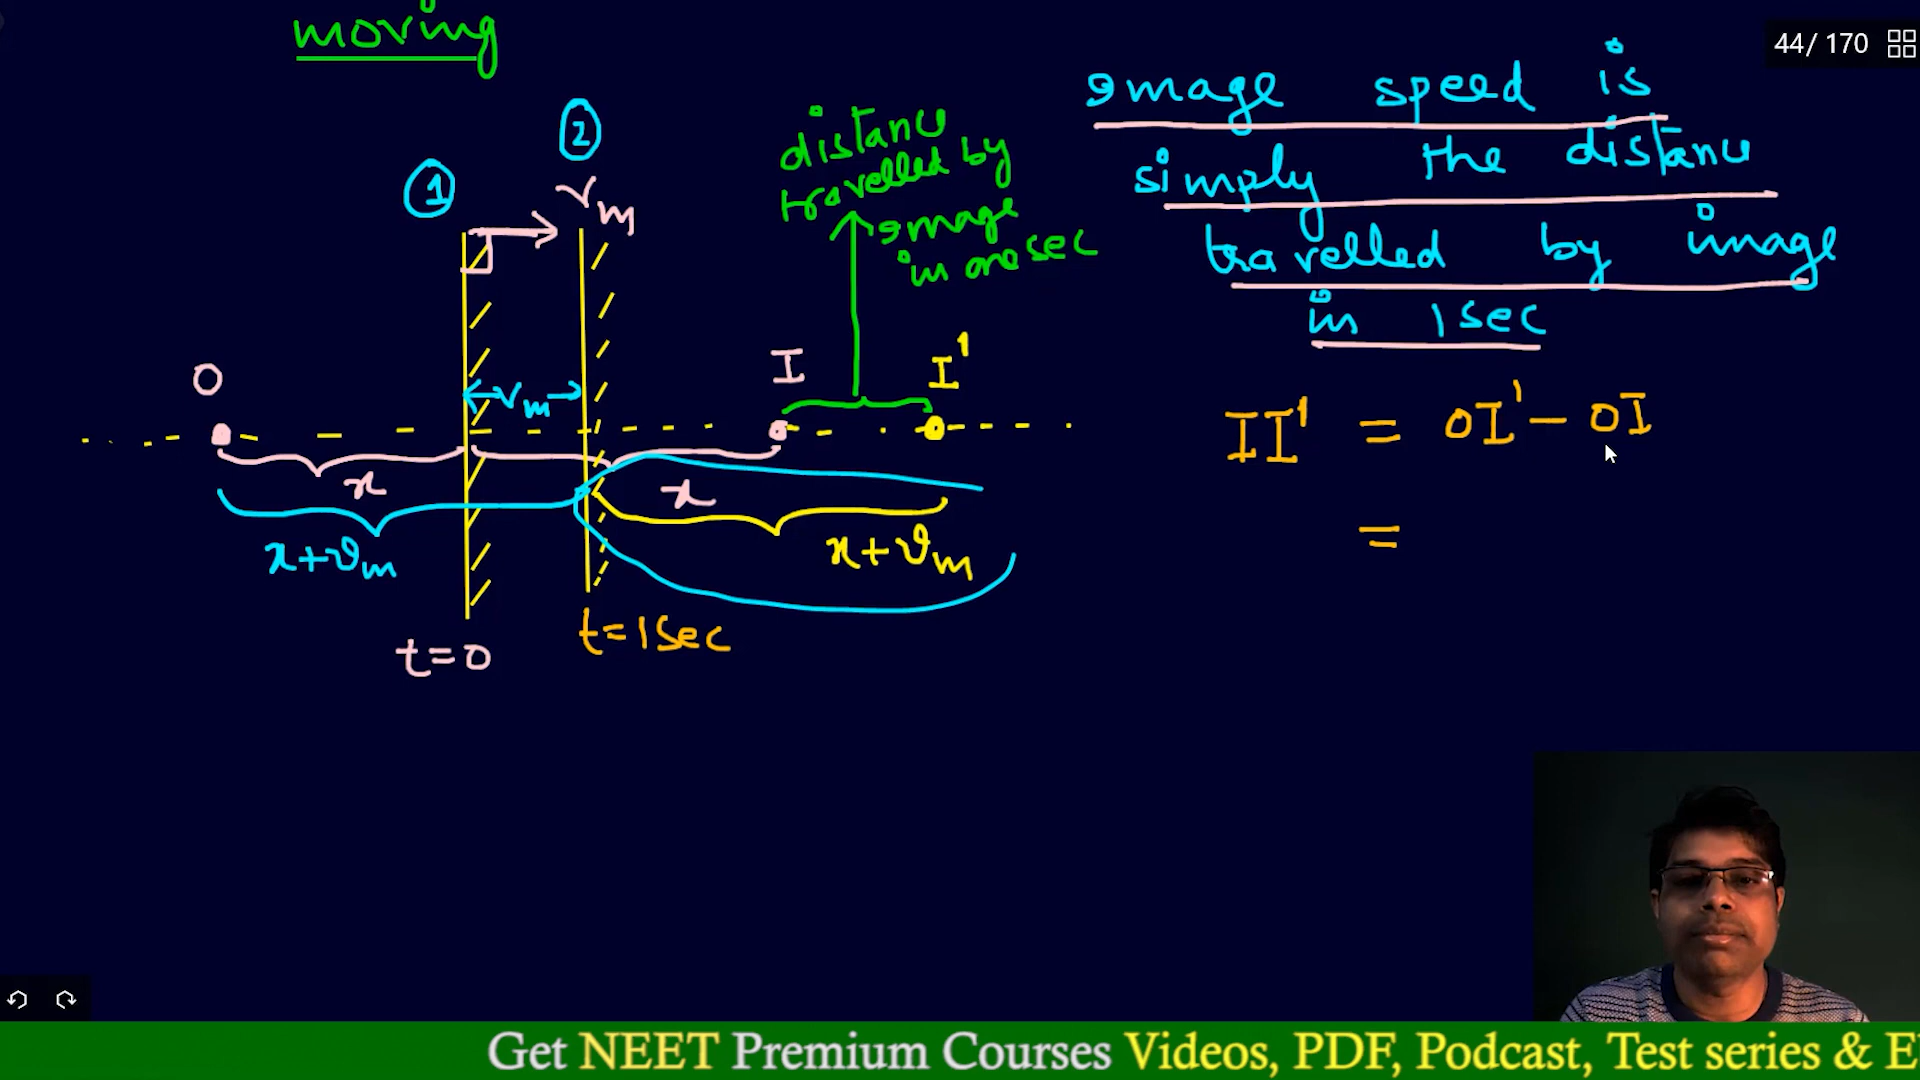 moving
44/ 170
①
②
Vm
distance
travelled by
image
in one sec
Image speed is
simply the distance
travelled by image
in 1 sec
O
Vm
I
I'
x
x
x+vm
x+vm
t=0
t=1sec
II' = OI' - OI
=
Get NEET Premium Courses Videos, PDF, Podcast, Test series & E